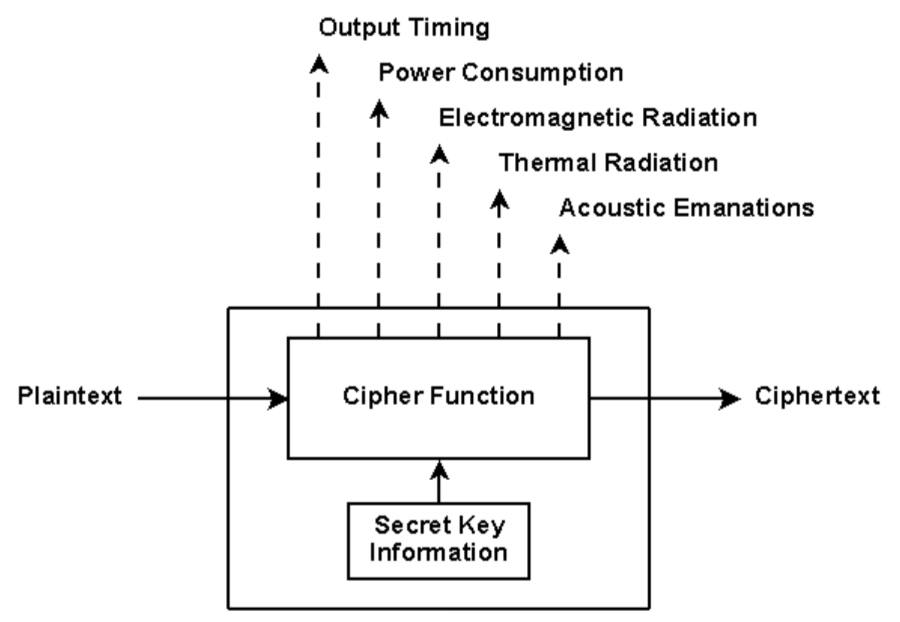 Output Timing
Power Consumption
Electromagnetic Radiation
Thermal Radiation
Acoustic Emanations
Plaintext
Cipher Function
Ciphertext
Secret Key
Information